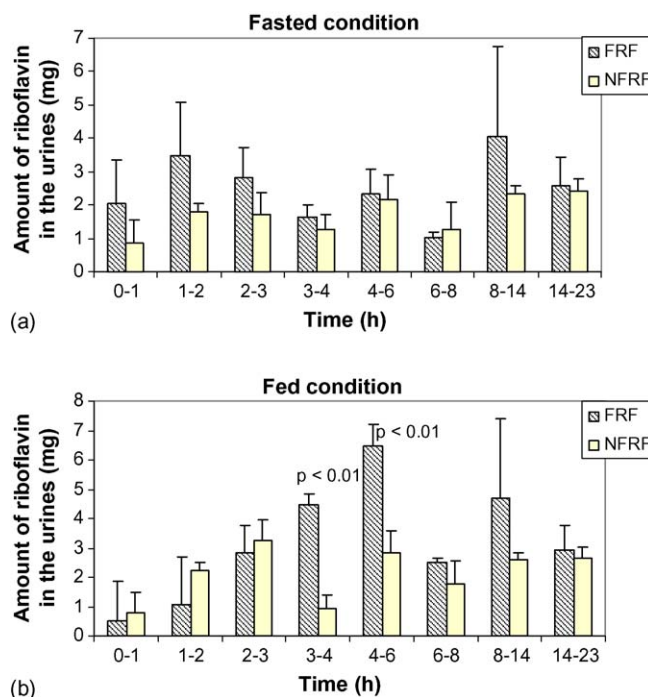 Fasted condition
Amount of riboflavin
in the urines (mg)
7
6
5
4
3
2
1
0
FRF
NFRF
0-1 1-2 2-3 3-4 4-6 6-8 8-14 14-23
(a)
Time (h)
Fed condition
Amount of riboflavin
in the urines (mg)
8
7
6
5
4
3
2
1
0
FRF
NFRF
p < 0.01
p < 0.01
0-1 1-2 2-3 3-4 4-6 6-8 8-14 14-23
(b)
Time (h)